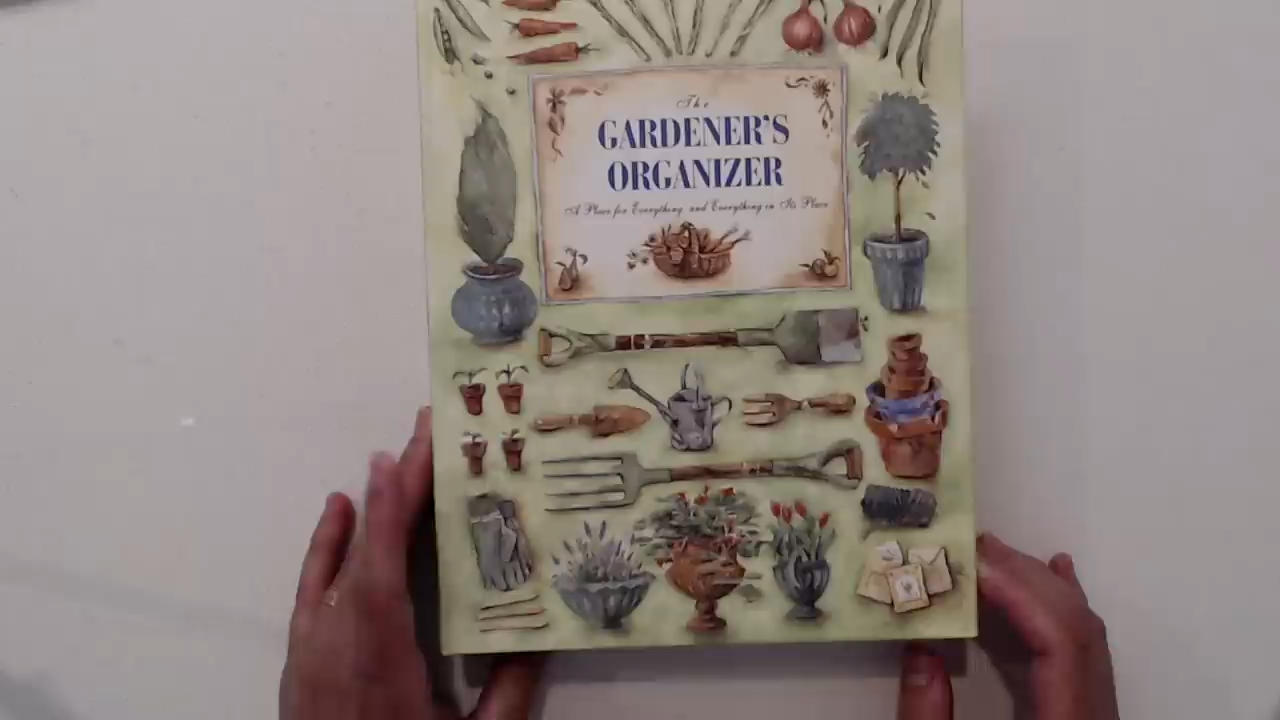 The
GARDENER'S
ORGANIZER
A Place for Everything and Everything in Its Place